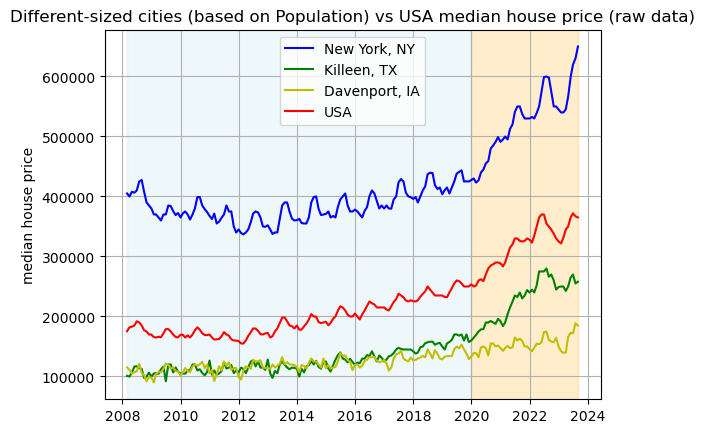 Different-sized cities (based on Population) vs USA median house price (raw data)
New York, NY
Killeen, TX
Davenport, IA
USA
median house price
600000
500000
400000
300000
200000
100000
2008 2010 2012 2014 2016 2018 2020 2022 2024